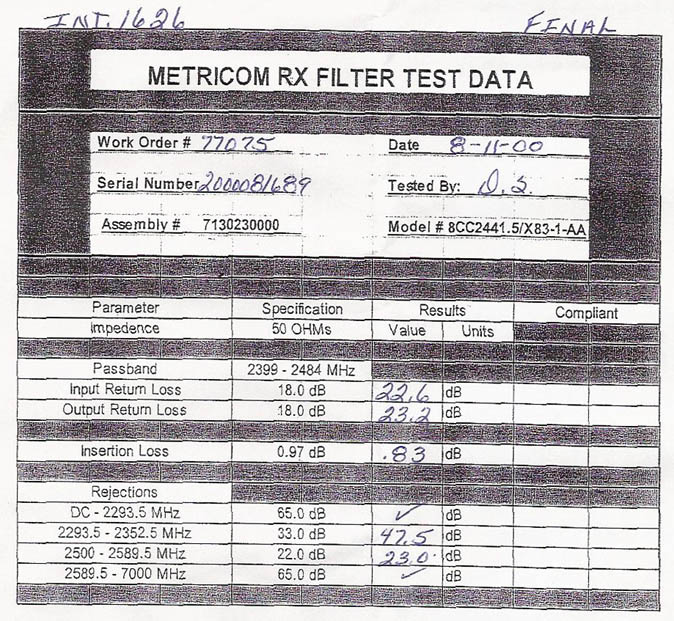 INT. 1626 FINAL
METRICOM RX FILTER TEST DATA
Work Order # 77075 Date 8-11-00
Serial Number 2000081689 Tested By: D.S.
Assembly # 7130230000 Model # 8CC2441.5/X83-1-AA
Parameter Specification Results Compliant
Impedence 50 OHMs Value Units
Passband 2399 - 2484 MHz
Input Return Loss 18.0 dB 22.6 dB
Output Return Loss 18.0 dB 23.2 dB
Insertion Loss 0.97 dB .83 dB
Rejections
DC - 2293.5 MHz 65.0 dB ✓ dB
2293.5 - 2352.5 MHz 33.0 dB 47.5 dB
2500 - 2589.5 MHz 22.0 dB 23.0 dB
2589.5 - 7000 MHz 65.0 dB ✓ dB